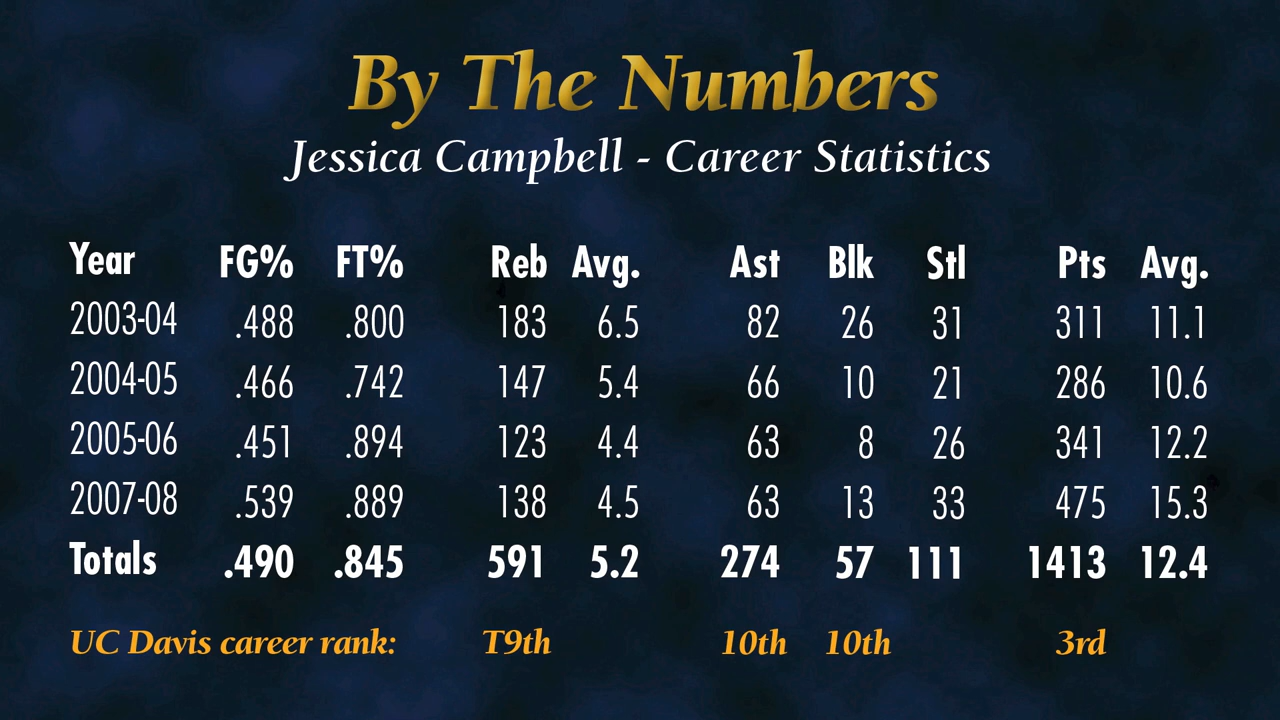 By The Numbers
Jessica Campbell - Career Statistics
Year FG% FT% Reb Avg. Ast Blk Stl Pts Avg.
2003-04 .488 .800 183 6.5 82 26 31 311 11.1
2004-05 .466 .742 147 5.4 66 10 21 286 10.6
2005-06 .451 .894 123 4.4 63 8 26 341 12.2
2007-08 .539 .889 138 4.5 63 13 33 475 15.3
Totals .490 .845 591 5.2 274 57 111 1413 12.4
UC Davis career rank: T9th 10th 10th 3rd